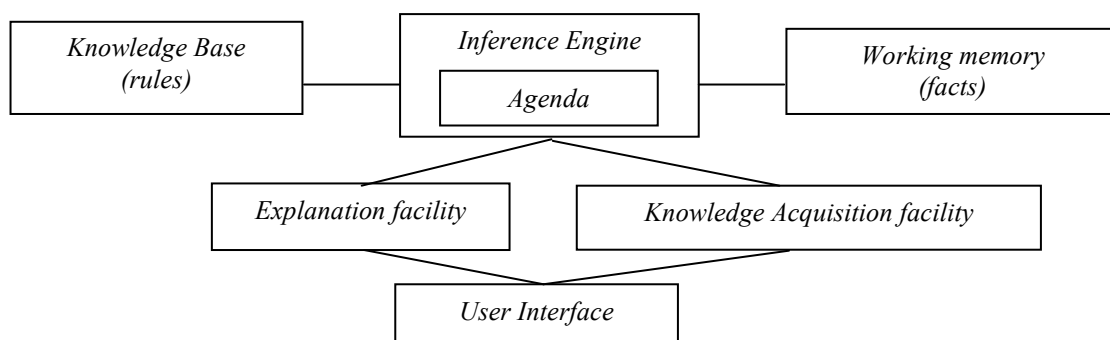 Knowledge Base
(rules)
Inference Engine
Agenda
Working memory
(facts)
Explanation facility
Knowledge Acquisition facility
User Interface